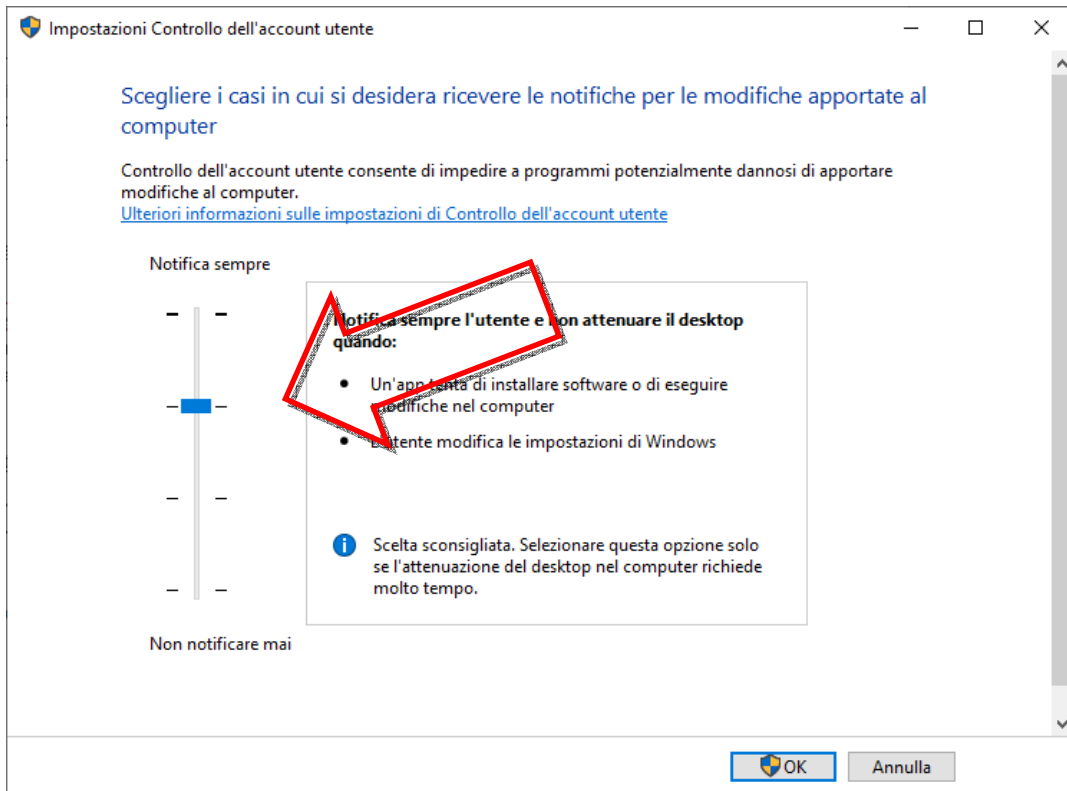 Impostazioni Controllo dell'account utente
Scegliere i casi in cui si desidera ricevere le notifiche per le modifiche apportate al
computer
Controllo dell'account utente consente di impedire a programmi potenzialmente dannosi di apportare
modifiche al computer.
Ulteriori informazioni sulle impostazioni di Controllo dell'account utente
Notifica sempre
Notifica sempre l'utente e non attenuare il desktop
quando:
Un'app tenta di installare software o di eseguire
modifiche nel computer
L'utente modifica le impostazioni di Windows
Scelta sconsigliata. Selezionare questa opzione solo
se l'attenuazione del desktop nel computer richiede
molto tempo.
Non notificare mai
OK
Annulla